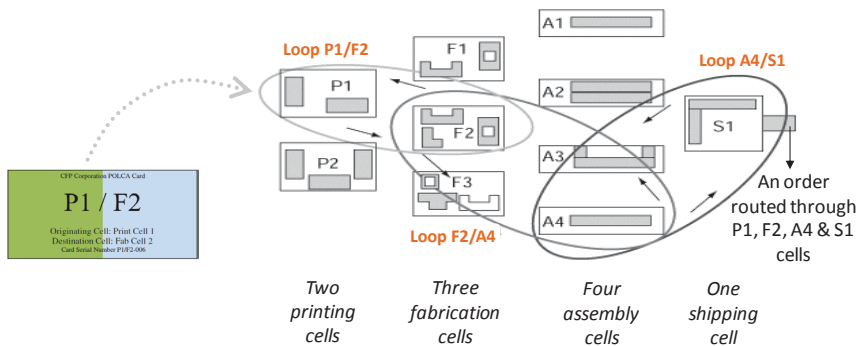 Loop P1/F2
P1
P2
F1
F2
F3
Loop F2/A4
A1
A2
A3
A4
Loop A4/S1
S1
An order
routed through
P1, F2, A4 & S1
cells
CFP Corporation POLCA Card
P1 / F2
Originating Cell: Print Cell 1
Destination Cell: Fab Cell 2
Card Serial Number P1/F2-006
Two
printing
cells
Three
fabrication
cells
Four
assembly
cells
One
shipping
cell